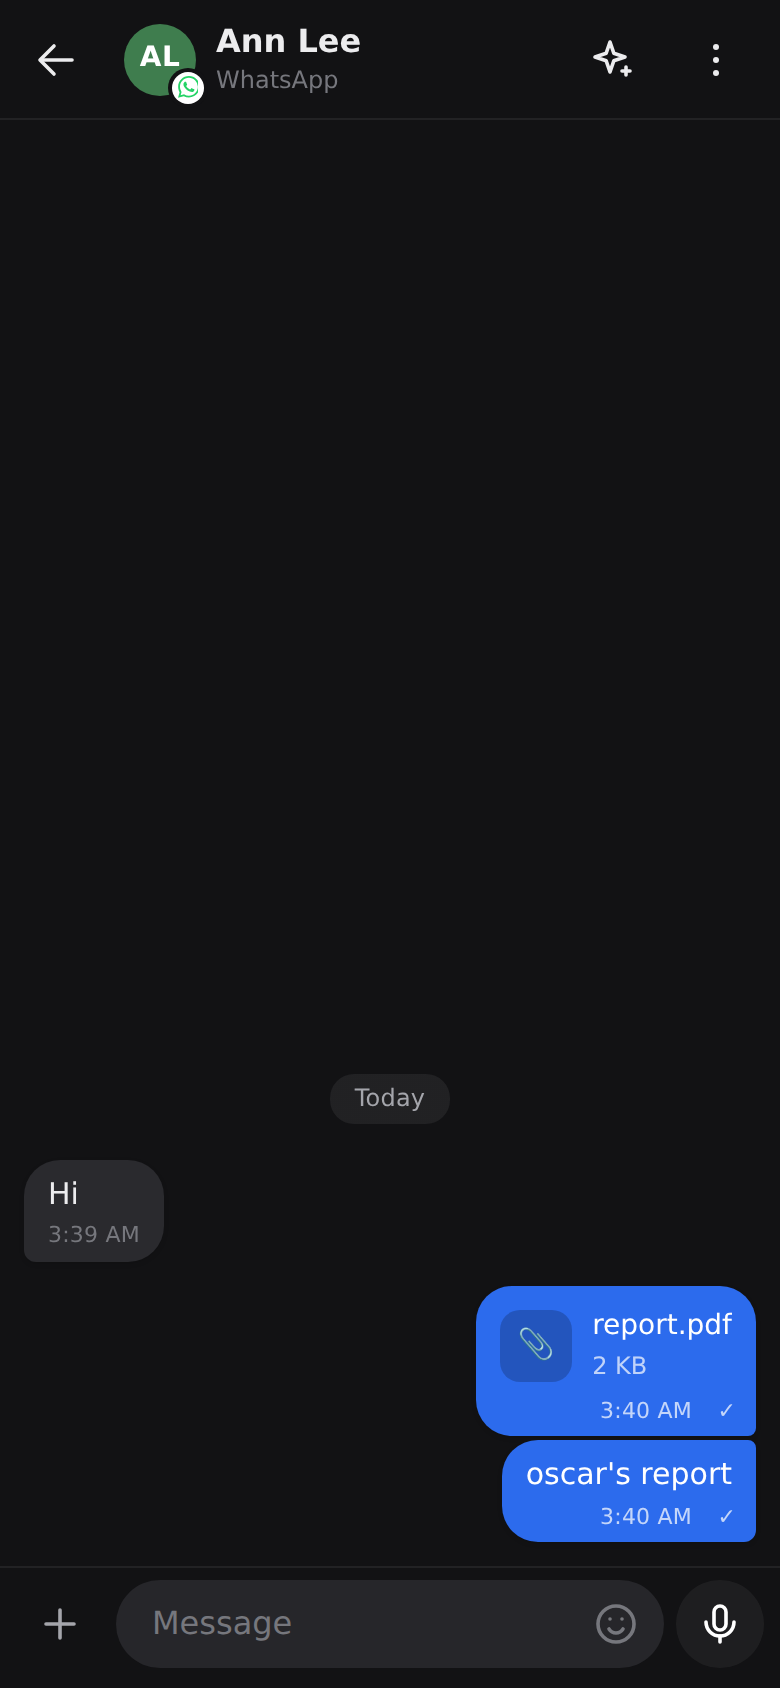 AL
Ann Lee
WhatsApp
Today
Hi
3:39 AM
report.pdf
2 KB
3:40 AM ✓
oscar's report
3:40 AM ✓
Message